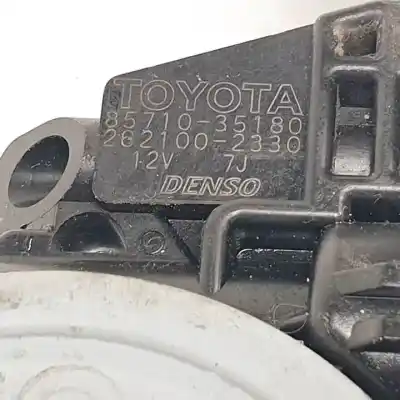 TOYOTA
85710-35180
262100-2330
12V 7J
DENSO